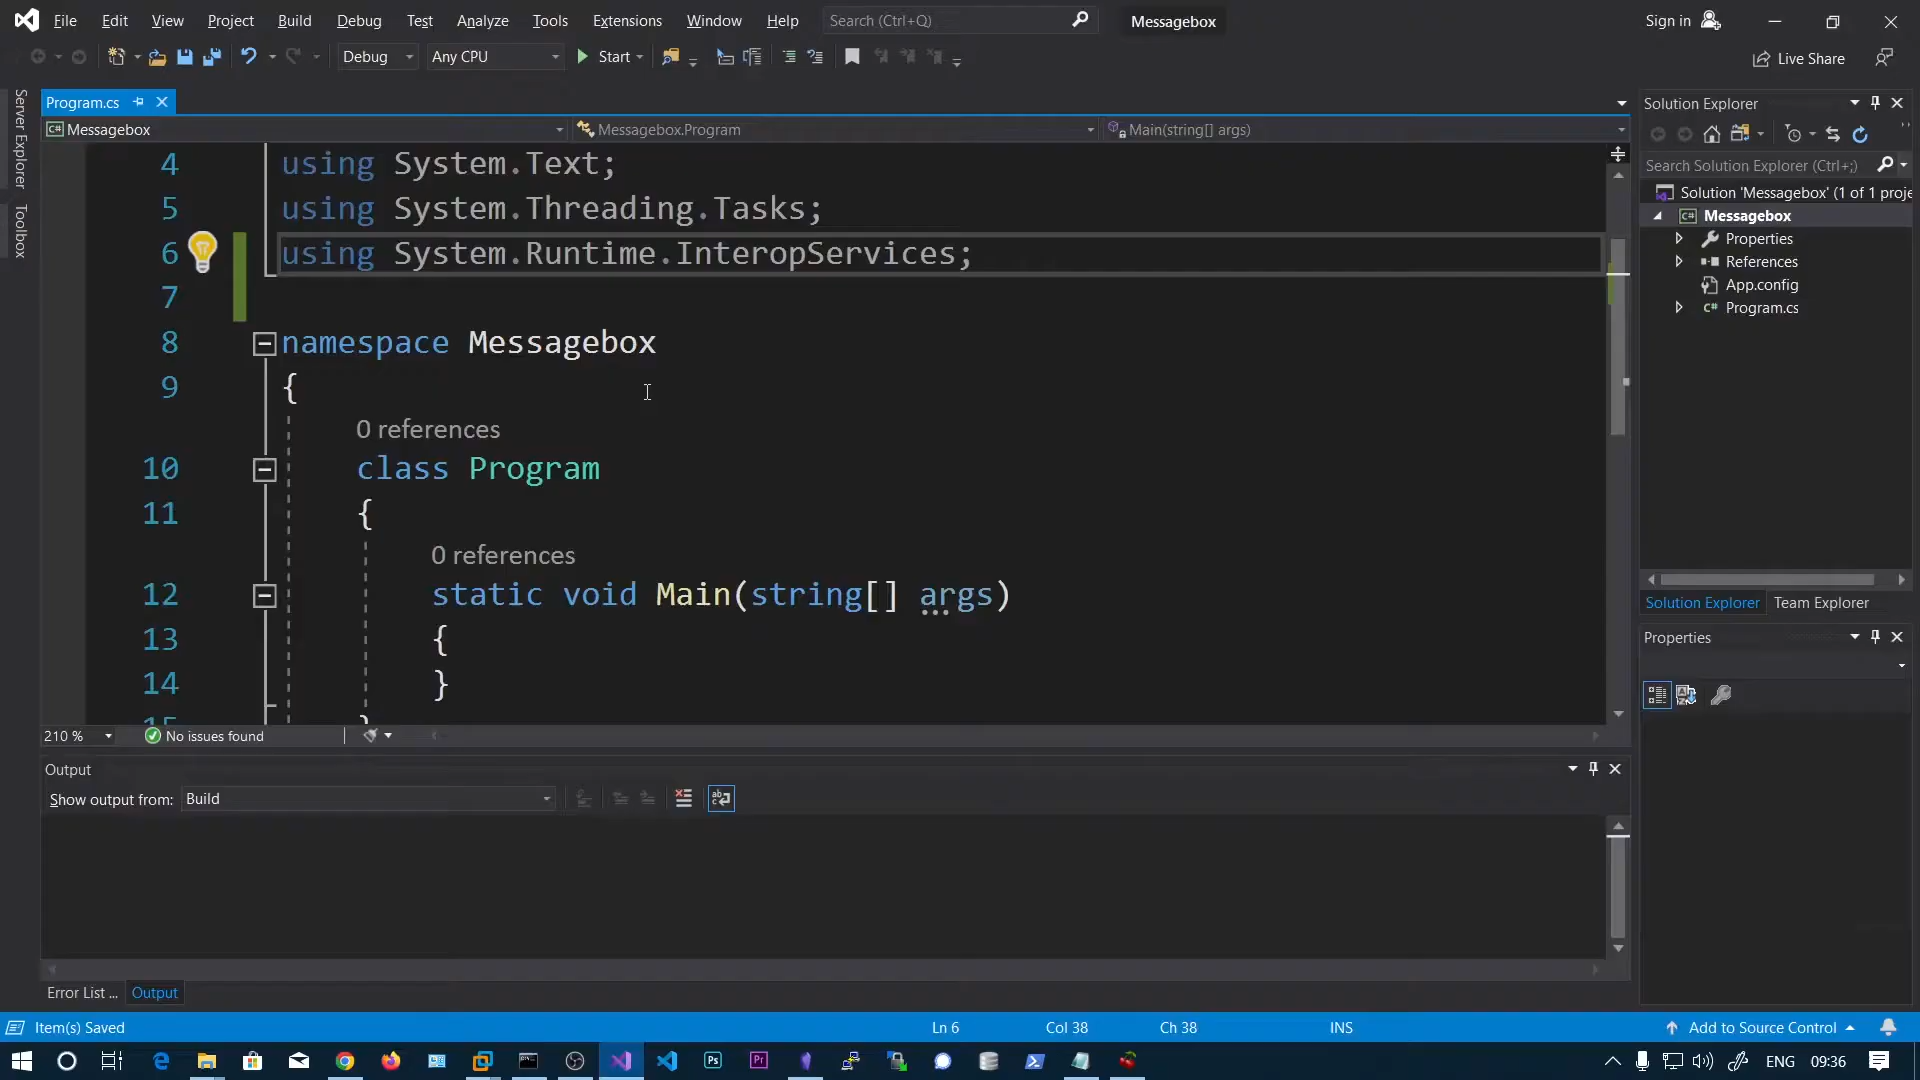 File Edit View Project Build Debug Test Analyze Tools Extensions Window Help Search (Ctrl+Q) Messagebox Sign in
Debug Any CPU Start Live Share
Server Explorer
Toolbox
Program.cs
Messagebox Messagebox.Program Main(string[] args)
4 using System.Text;
5 using System.Threading.Tasks;
6 using System.Runtime.InteropServices;
7
8 namespace Messagebox
9 {
0 references
10 class Program
11 {
0 references
12 static void Main(string[] args)
13 {
14 }
15 }
210 % No issues found
Output
Show output from: Build
Error List ... Output
Solution Explorer
Search Solution Explorer (Ctrl+;)
Solution 'Messagebox' (1 of 1 proje
Messagebox
Properties
References
App.config
Program.cs
Solution Explorer Team Explorer
Properties
Item(s) Saved Ln 6 Col 38 Ch 38 INS Add to Source Control
ENG 09:36